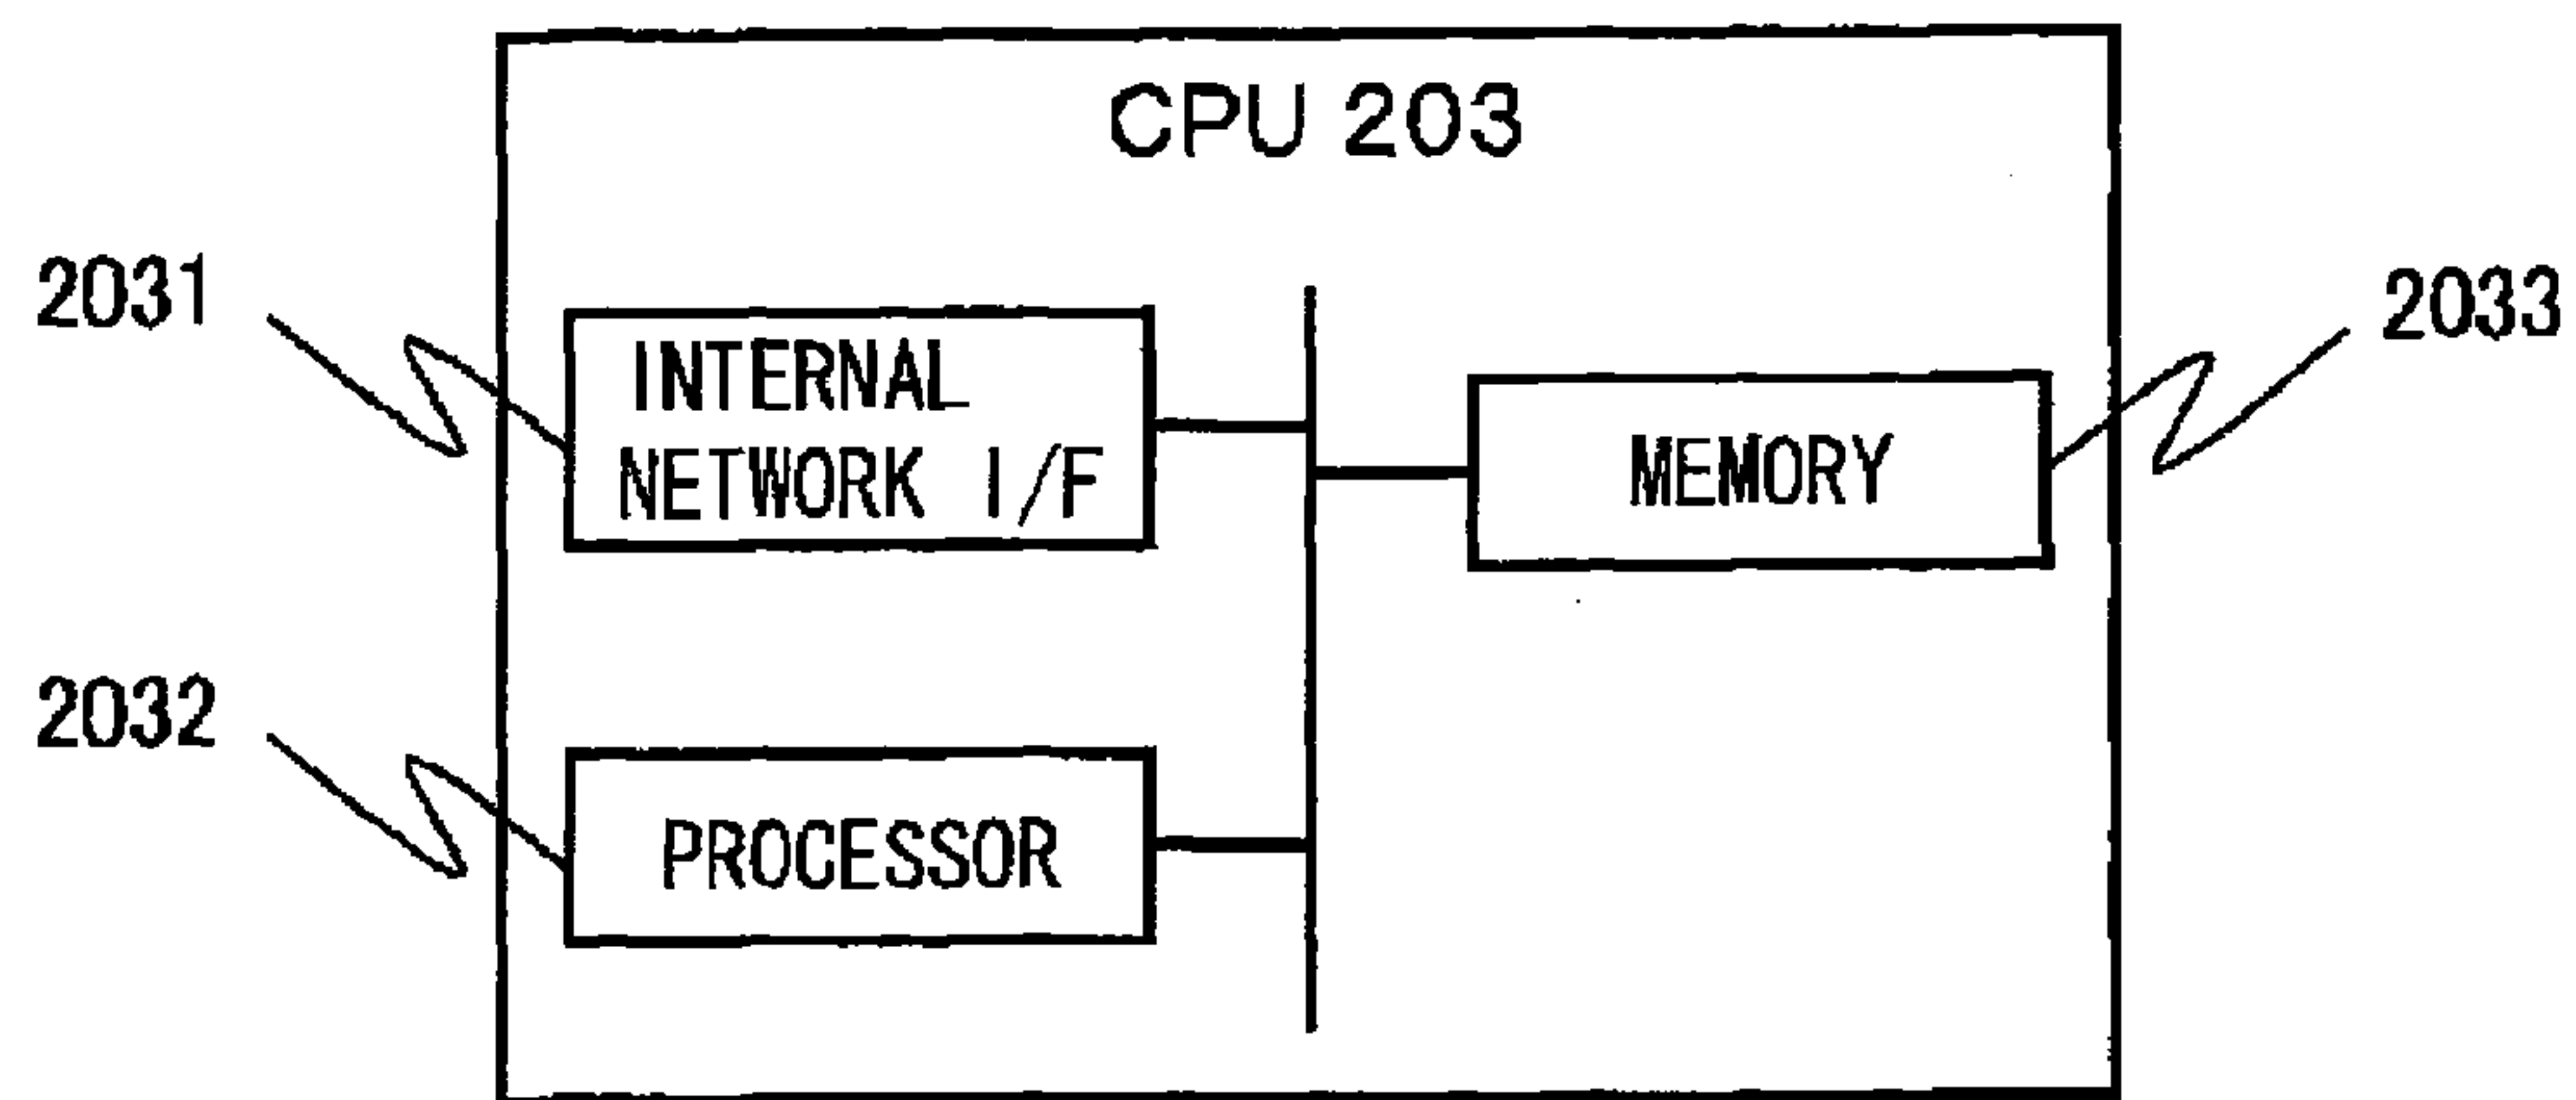 CPU 203
2031
INTERNAL
NETWORK I/F
2033
MEMORY
2032
PROCESSOR